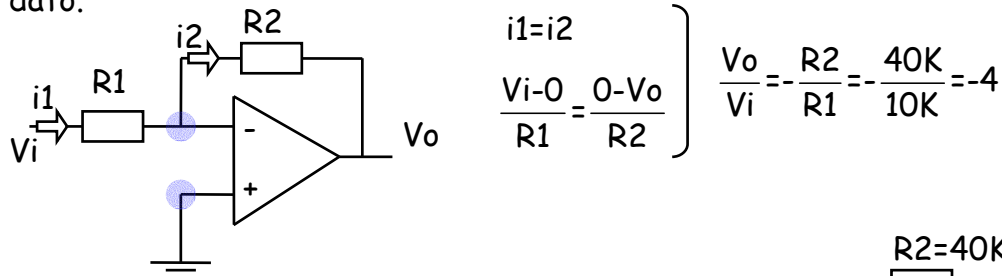 dato.
i2 R2
i1 R1
Vi
-
+
Vo
i1=i2
Vi-0/R1 = 0-Vo/R2
Vo/Vi=-R2/R1=-40K/10K=-4
R2=40K